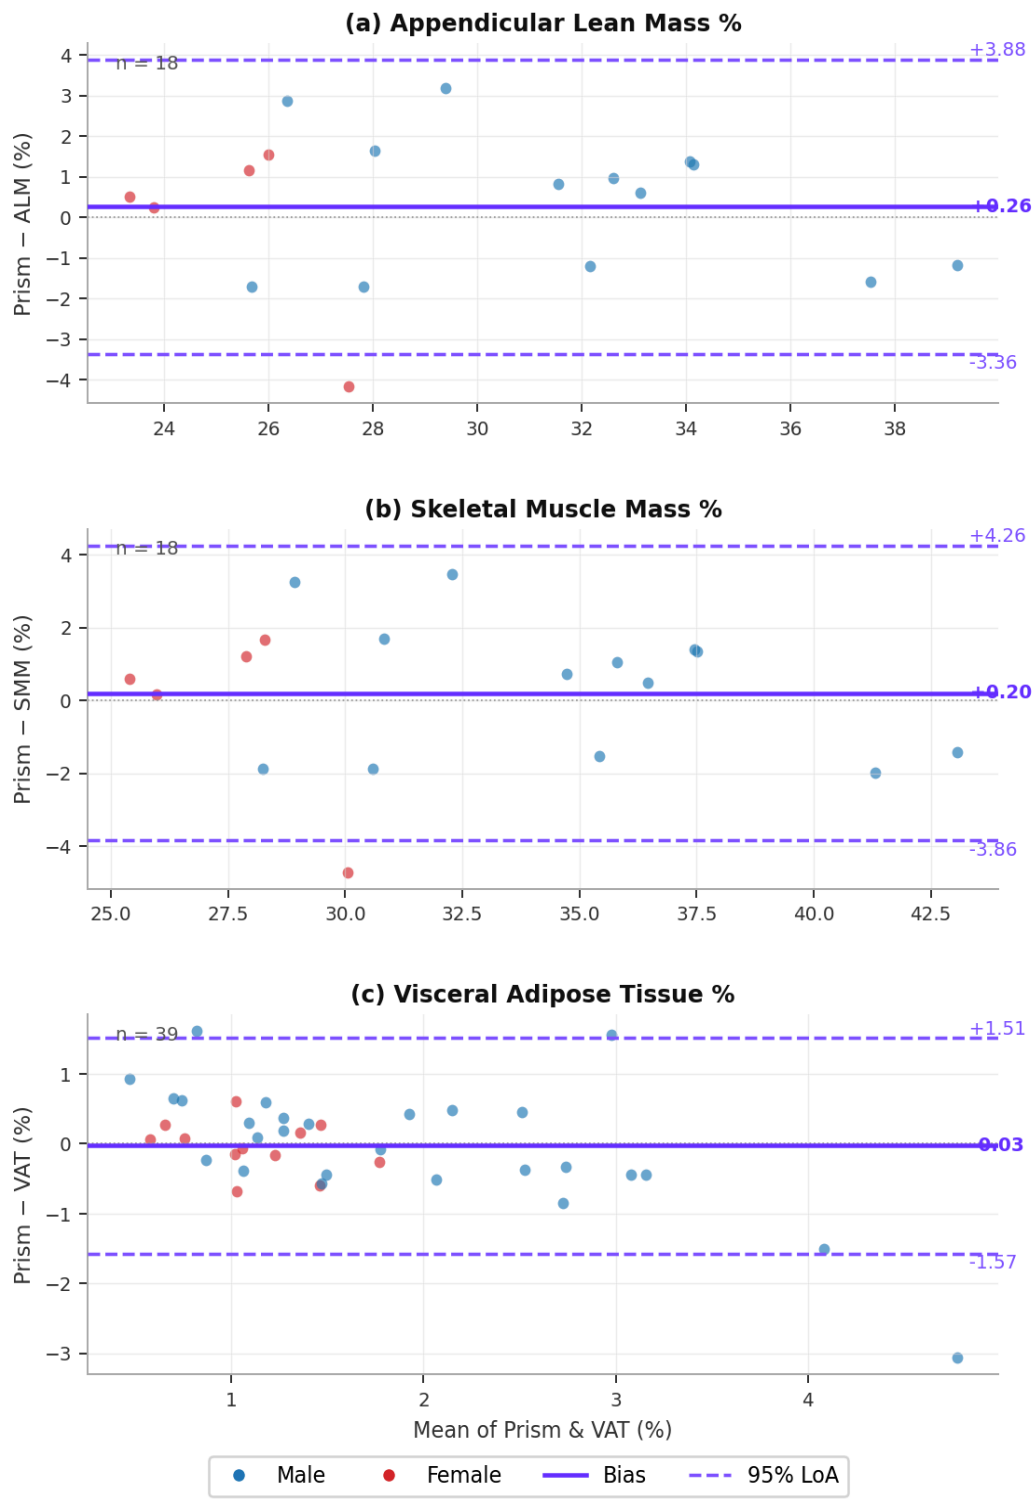 (a) Appendicular Lean Mass %
Prism − ALM (%)
4
3
2
1
0
−1
−2
−3
−4
n = 18
+3.88
+0.26
-3.36
24 26 28 30 32 34 36 38
(b) Skeletal Muscle Mass %
Prism − SMM (%)
4
2
0
−2
−4
n = 18
+4.26
+0.20
-3.86
25.0 27.5 30.0 32.5 35.0 37.5 40.0 42.5
(c) Visceral Adipose Tissue %
Prism − VAT (%)
1
0
−1
−2
−3
n = 39
+1.51
-0.03
-1.57
1 2 3 4
Mean of Prism & VAT (%)
Male Female Bias 95% LoA